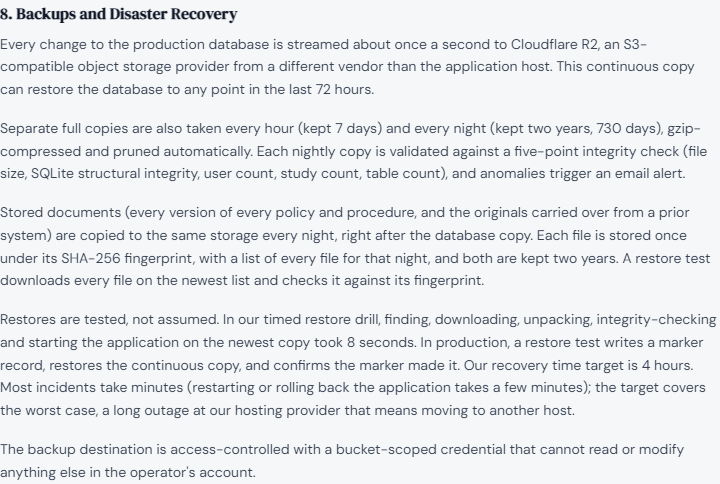 8. Backups and Disaster Recovery
Every change to the production database is streamed about once a second to Cloudflare R2, an S3-
compatible object storage provider from a different vendor than the application host. This continuous copy
can restore the database to any point in the last 72 hours.
Separate full copies are also taken every hour (kept 7 days) and every night (kept two years, 730 days), gzip-
compressed and pruned automatically. Each nightly copy is validated against a five-point integrity check (file
size, SQLite structural integrity, user count, study count, table count), and anomalies trigger an email alert.
Stored documents (every version of every policy and procedure, and the originals carried over from a prior
system) are copied to the same storage every night, right after the database copy. Each file is stored once
under its SHA-256 fingerprint, with a list of every file for that night, and both are kept two years. A restore test
downloads every file on the newest list and checks it against its fingerprint.
Restores are tested, not assumed. In our timed restore drill, finding, downloading, unpacking, integrity-checking
and starting the application on the newest copy took 8 seconds. In production, a restore test writes a marker
record, restores the continuous copy, and confirms the marker made it. Our recovery time target is 4 hours.
Most incidents take minutes (restarting or rolling back the application takes a few minutes); the target covers
the worst case, a long outage at our hosting provider that means moving to another host.
The backup destination is access-controlled with a bucket-scoped credential that cannot read or modify
anything else in the operator's account.